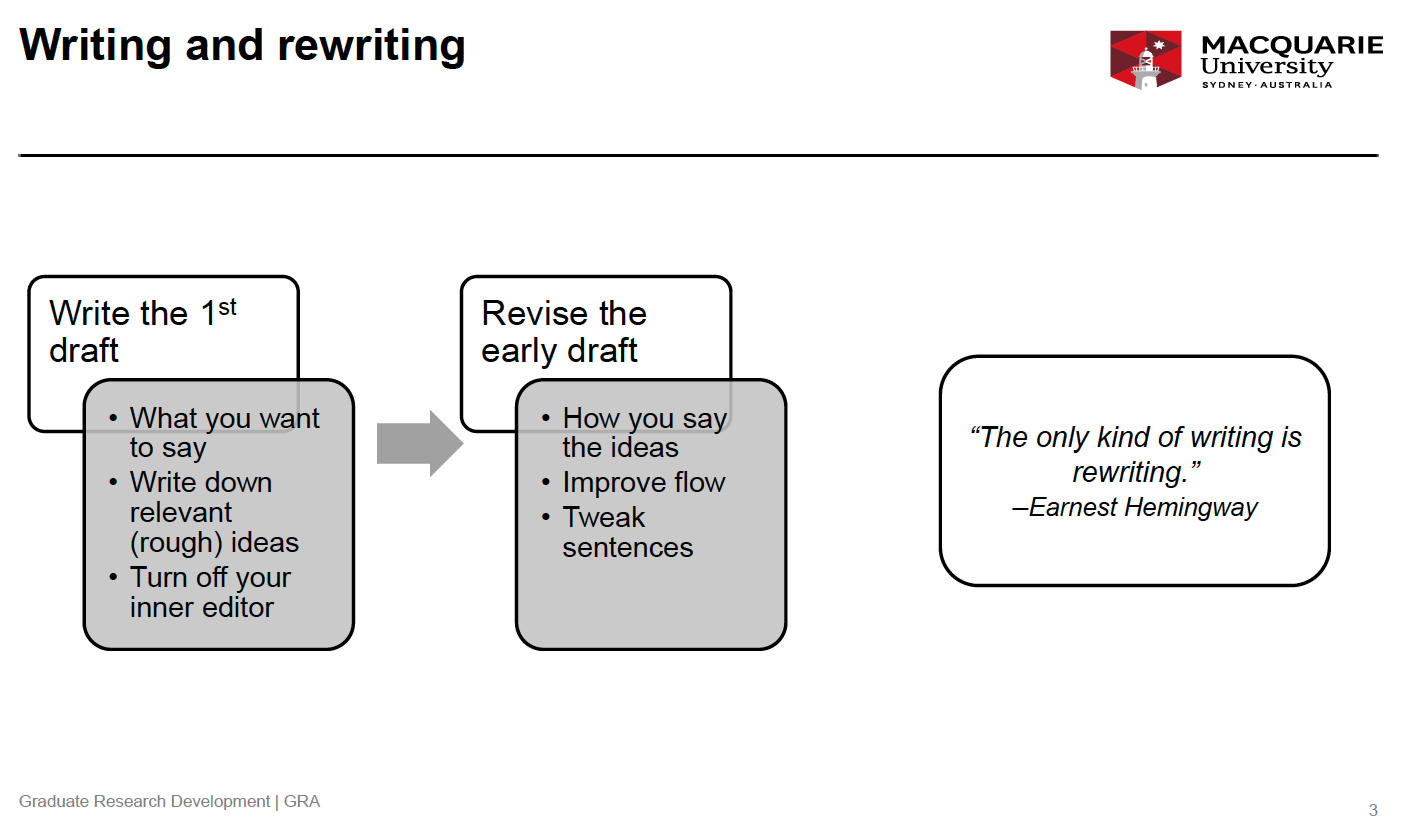 Writing and rewriting
MACQUARIE
University
SYDNEY·AUSTRALIA
Write the 1st
draft
• What you want
to say
• Write down
relevant
(rough) ideas
• Turn off your
inner editor
Revise the
early draft
• How you say
the ideas
• Improve flow
• Tweak
sentences
“The only kind of writing is
rewriting.”
–Earnest Hemingway
Graduate Research Development | GRA
3